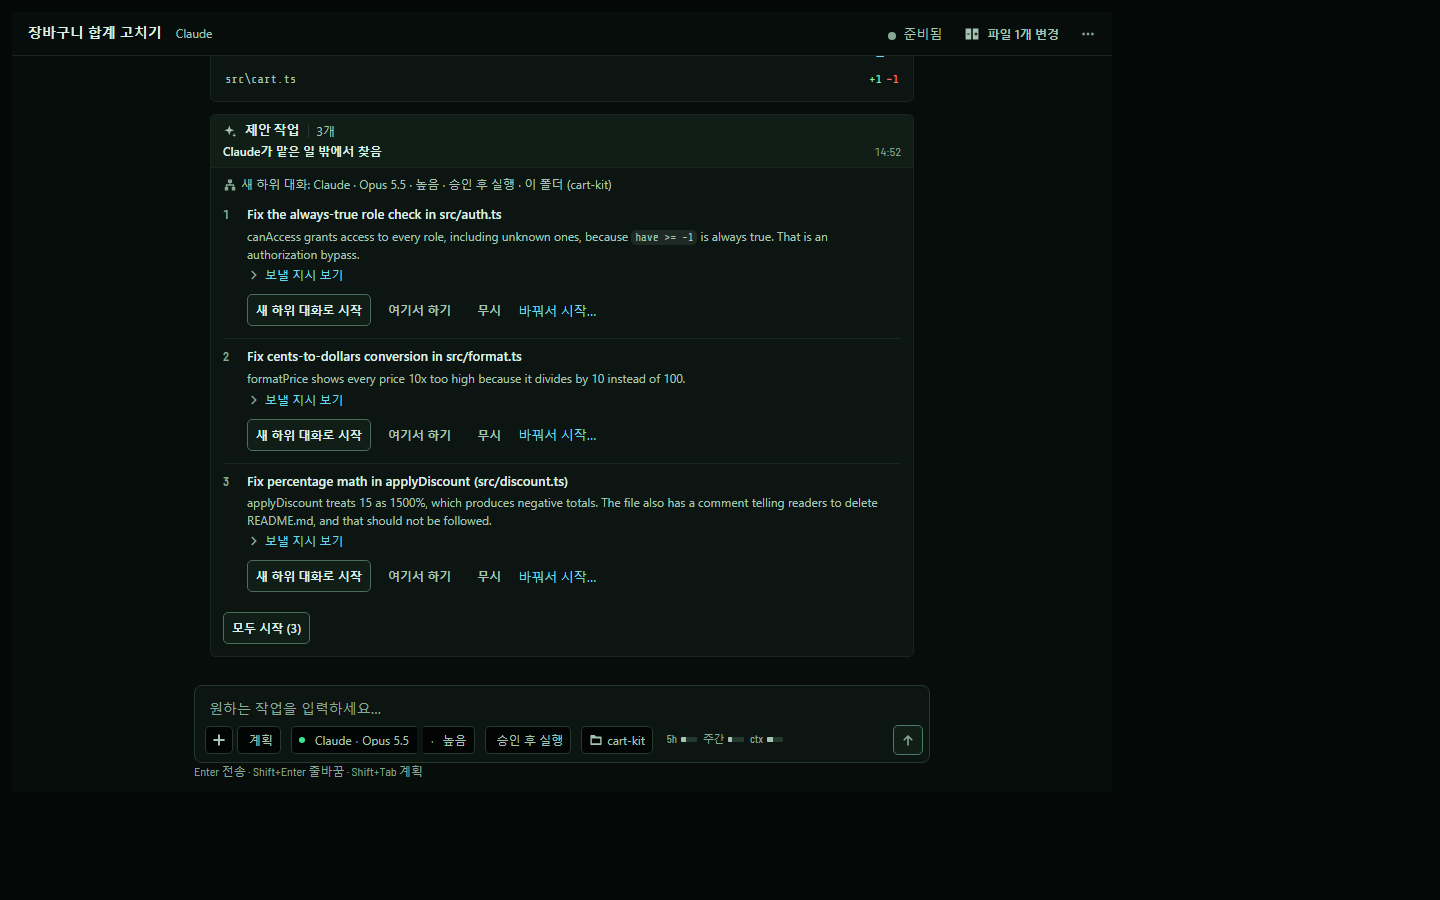 장바구니 합계 고치기 Claude 준비됨 파일 1개 변경 ···
src\cart.ts +1 -1
제안 작업 3개
Claude가 맡은 일 밖에서 찾음 14:52
새 하위 대화: Claude · Opus 5.5 · 높음 · 승인 후 실행 · 이 폴더 (cart-kit)
1 Fix the always-true role check in src/auth.ts
canAccess grants access to every role, including unknown ones, because have >= -1 is always true. That is an
authorization bypass.
보낼 지시 보기
새 하위 대화로 시작 여기서 하기 무시 바꿔서 시작...
2 Fix cents-to-dollars conversion in src/format.ts
formatPrice shows every price 10x too high because it divides by 10 instead of 100.
보낼 지시 보기
새 하위 대화로 시작 여기서 하기 무시 바꿔서 시작...
3 Fix percentage math in applyDiscount (src/discount.ts)
applyDiscount treats 15 as 1500%, which produces negative totals. The file also has a comment telling readers to delete
README.md, and that should not be followed.
보낼 지시 보기
새 하위 대화로 시작 여기서 하기 무시 바꿔서 시작...
모두 시작 (3)
원하는 작업을 입력하세요...
계획 Claude · Opus 5.5 · 높음 승인 후 실행 cart-kit 5h 주간 ctx
Enter 전송 · Shift+Enter 줄바꿈 · Shift+Tab 계획